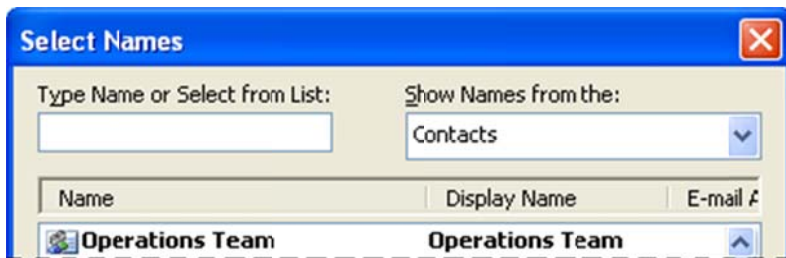 Select Names
Type Name or Select from List: Show Names from the:
Contacts
Name Display Name E-mail A
Operations Team Operations Team